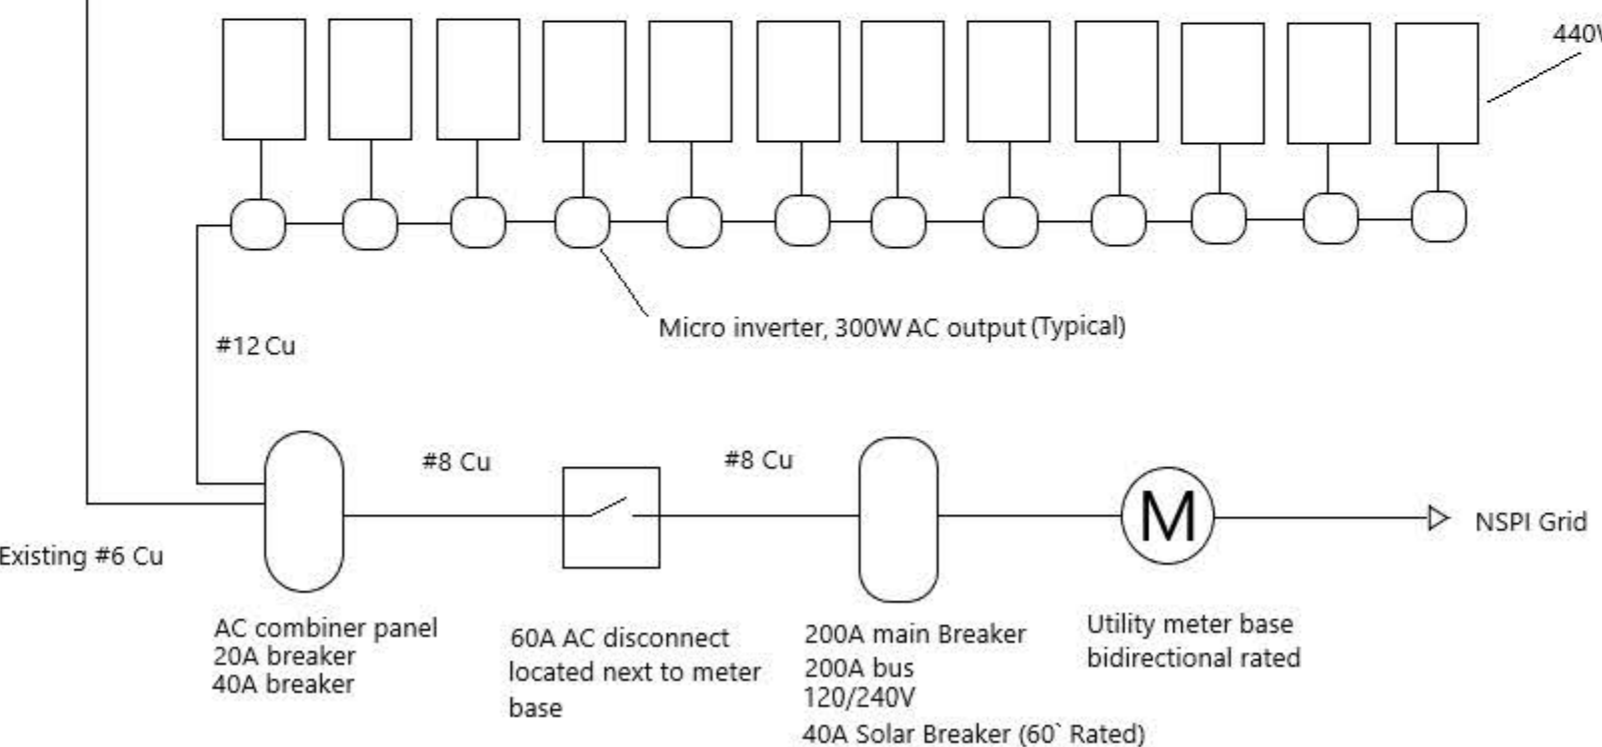 440V
Micro inverter, 300W AC output (Typical)
#12 Cu
#8 Cu
#8 Cu
M
NSPI Grid
Existing #6 Cu
AC combiner panel
20A breaker
40A breaker
60A AC disconnect
located next to meter
base
200A main Breaker
200A bus
120/240V
40A Solar Breaker (60` Rated)
Utility meter base
bidirectional rated